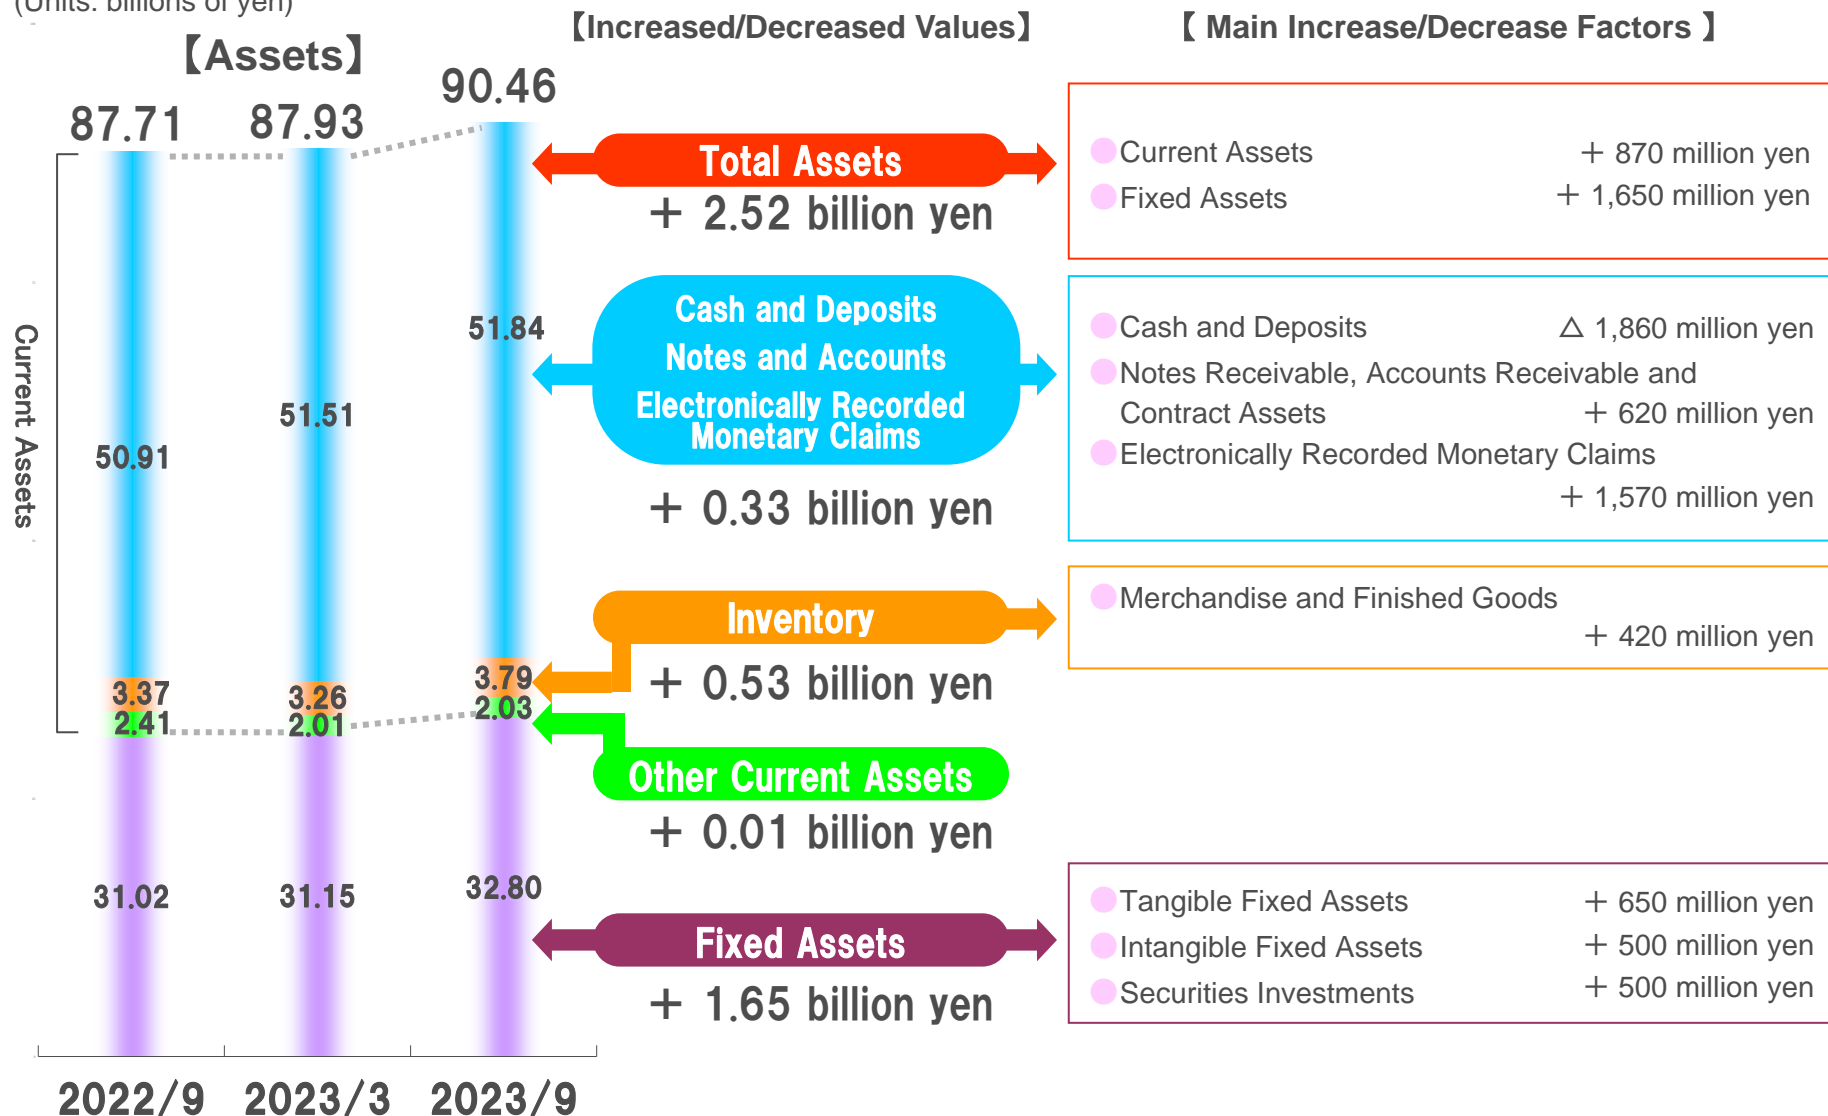 (Units: billions of yen)
【Assets】
【Increased/Decreased Values】
【 Main Increase/Decrease Factors 】
87.71
87.93
90.46
Current Assets
50.91
51.51
51.84
3.37
3.26
3.79
2.41
2.01
2.03
31.02
31.15
32.80
2022/9
2023/3
2023/9
Total Assets
+ 2.52 billion yen
Current Assets + 870 million yen
Fixed Assets + 1,650 million yen
Cash and Deposits
Notes and Accounts
Electronically Recorded
Monetary Claims
+ 0.33 billion yen
Cash and Deposits △ 1,860 million yen
Notes Receivable, Accounts Receivable and
Contract Assets + 620 million yen
Electronically Recorded Monetary Claims
+ 1,570 million yen
Inventory
+ 0.53 billion yen
Merchandise and Finished Goods
+ 420 million yen
Other Current Assets
+ 0.01 billion yen
Fixed Assets
+ 1.65 billion yen
Tangible Fixed Assets + 650 million yen
Intangible Fixed Assets + 500 million yen
Securities Investments + 500 million yen